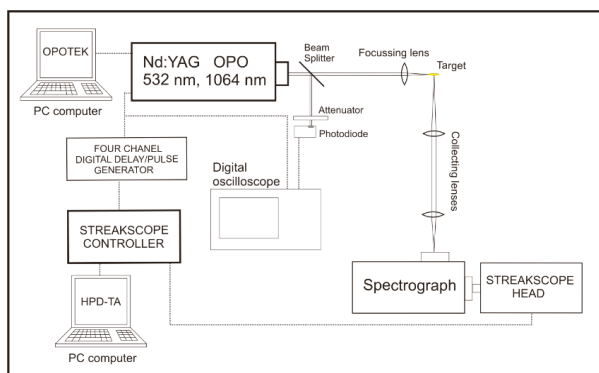 OPOTEK
PC computer
Nd:YAG OPO
532 nm, 1064 nm
Beam
Splitter
Focussing lens
Target
Attenuator
Photodiode
FOUR CHANEL
DIGITAL DELAY/PULSE
GENERATOR
Digital
oscilloscope
Collecting lenses
STREAKSCOPE
CONTROLLER
Spectrograph
STREAKSCOPE
HEAD
HPD-TA
PC computer